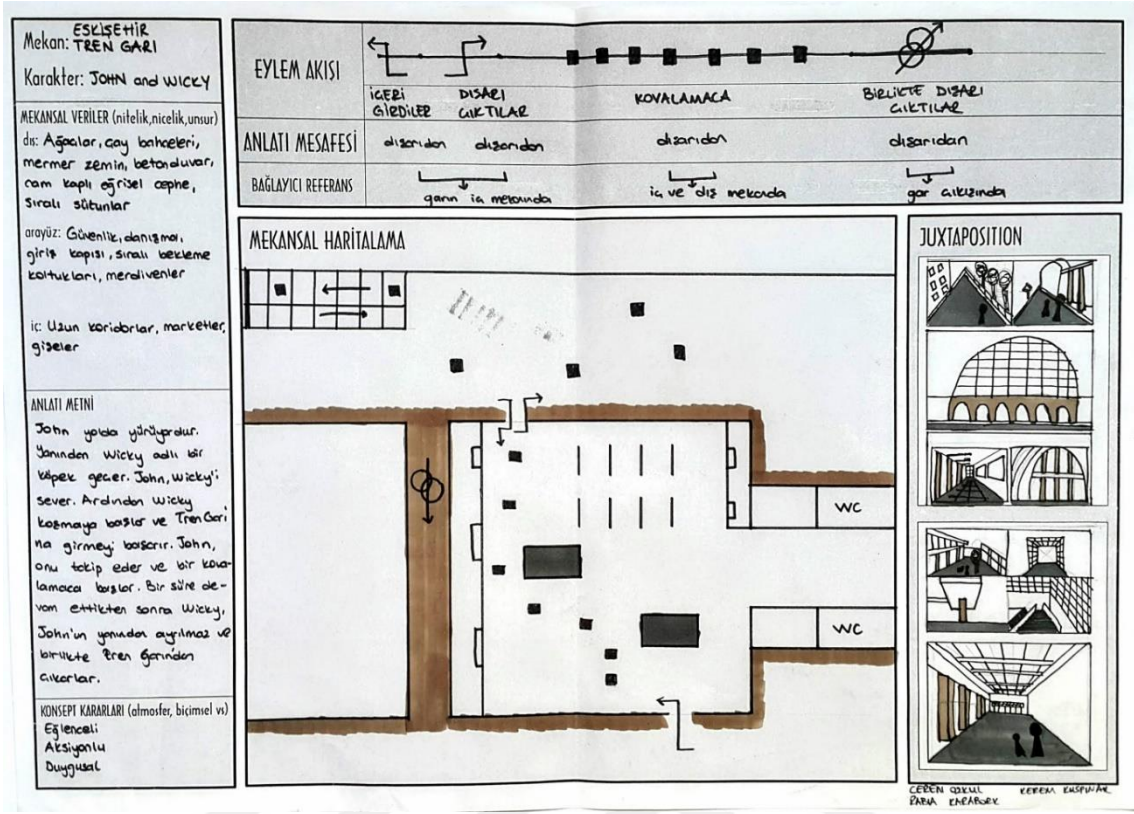 Mekan: ESKİŞEHİR
TREN GARI
Karakter: JOHN and WICKY
MEKANSAL VERİLER (nitelik,nicelik,unsur)
dış: Ağaçlar, çay bahçeleri,
mermer zemin, beton duvar,
cam kaplı eğrisel cephe,
sıralı sütunlar
arayüz: Güvenlik, danışma,
giriş kapısı, sıralı bekleme
koltukları, merdivenler
iç: Uzun koridorlar, marketler,
gişeler
ANLATI METNİ
John yolda yürüyordur.
Yanından Wicky adlı bir
köpek geçer. John, Wicky'i
sever. Ardından Wicky
koşmaya başlar ve Tren Garı
na girmeyi başarır. John,
onu takip eder ve bir kova-
lamaca başlar. Bir süre de-
vam ettikten sonra Wicky,
John'un yanından ayrılmaz ve
birlikte tren garından
çıkarlar.
KONSEPT KARARLARI (atmosfer, biçimsel vs)
Eğlenceli
Aksiyonlu
Duygusal
EYLEM AKISI
İÇERİ
GİRDİLER
DIŞARI
ÇIKTILAR
KOVALAMACA
BİRLİKTE DIŞARI
ÇIKTILAR
ANLATI MESAFESİ
dışarıdan
dışarıdan
dışarıdan
dışarıdan
BAĞLAYICI REFERANS
garın iç mekanında
iç ve dış mekanda
gar çıkışında
MEKANSAL HARİTALAMA
WC
WC
JUXTAPOSITION
CEREN
KEREM KUŞPINAR